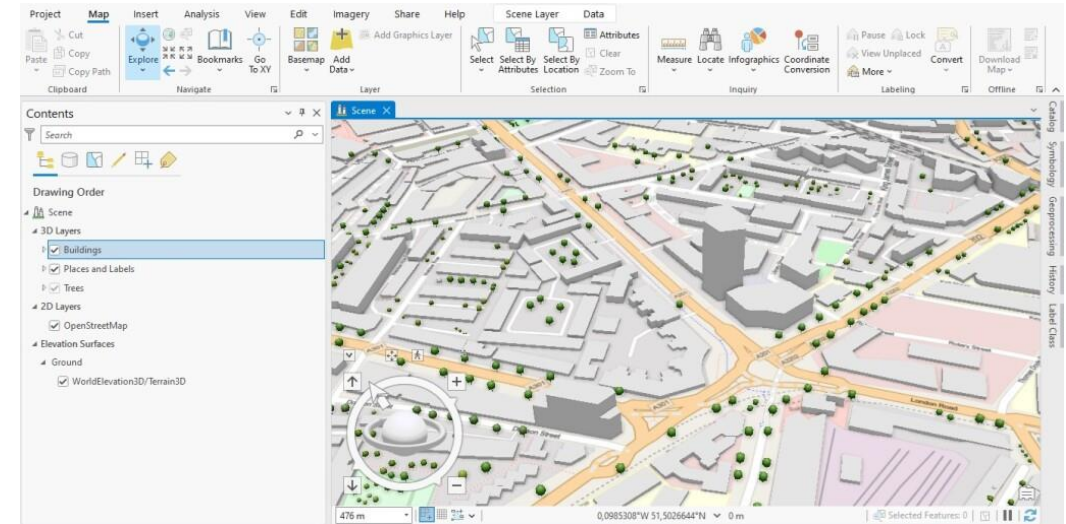 Project Map Insert Analysis View Edit Imagery Share Help Scene Layer Data
Paste
Cut
Copy
Copy Path
Clipboard
Explore
Bookmarks
Go To XY
Navigate
Basemap
Add Data
Add Graphics Layer
Layer
Select
Select By Attributes
Select By Location
Attributes
Clear
Zoom To
Selection
Measure
Locate
Infographics
Coordinate Conversion
Inquiry
Pause
Lock
View Unplaced
More
Convert
Labeling
Download Map
Offline
Contents
Search
Drawing Order
Scene
3D Layers
Buildings
Places and Labels
Trees
2D Layers
OpenStreetMap
Elevation Surfaces
Ground
WorldElevation3D/Terrain3D
Scene
London Road
A301
476 m
0,0985308°W 51,5026644°N
0 m
Selected Features: 0
Catalog
Symbology
Geoprocessing
History
Label Class